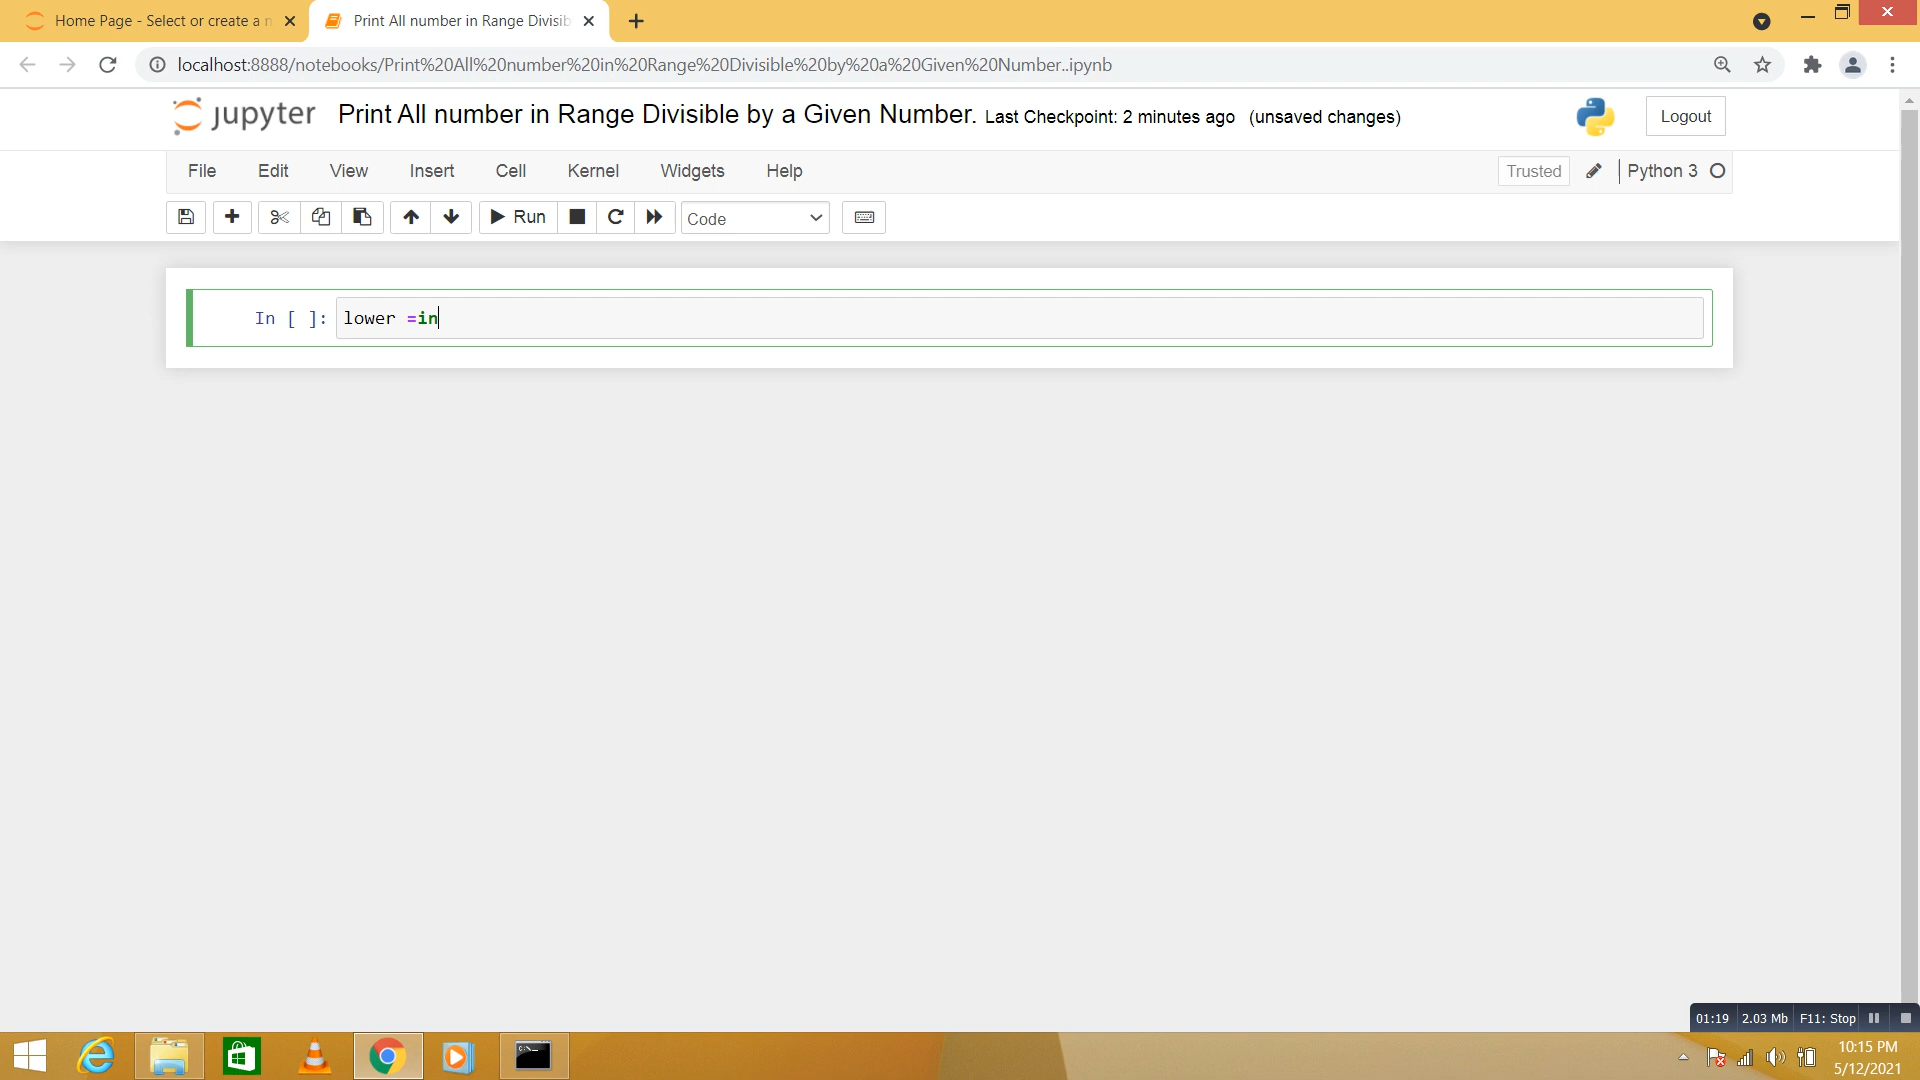 Home Page - Select or create a n
Print All number in Range Divisib
localhost:8888/notebooks/Print%20All%20number%20in%20Range%20Divisible%20by%20a%20Given%20Number..ipynb
jupyter Print All number in Range Divisible by a Given Number. Last Checkpoint: 2 minutes ago (unsaved changes) Logout
File Edit View Insert Cell Kernel Widgets Help Trusted Python 3
Run Code
In [ ]: lower =in
01:19 2.03 Mb F11: Stop
10:15 PM
5/12/2021